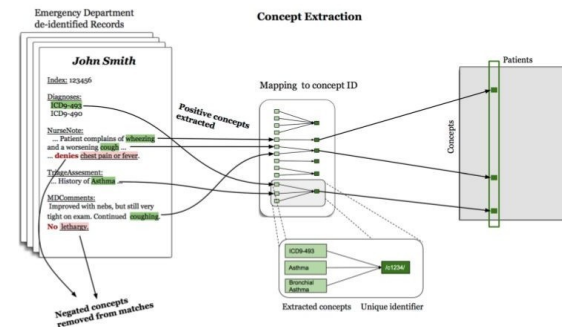 Emergency Department
de-identified Records
Concept Extraction
John Smith
Index: 123456
Diagnoses:
ICD9-493
ICD9-490
NurseNote:
... Patient complains of wheezing
and a worsening cough ...
... denies chest pain or fever.
TriageAssesment:
... History of Asthma ...
MDComments:
Improved with nebs, but still very
tight on exam. Continued coughing.
No lethargy.
Negated concepts
removed from matches
Positive concepts
extracted
Mapping to concept ID
ICD9-493
Asthma
Bronchial
Asthma
/c1234/
Extracted concepts
Unique identifier
Patients
Concepts